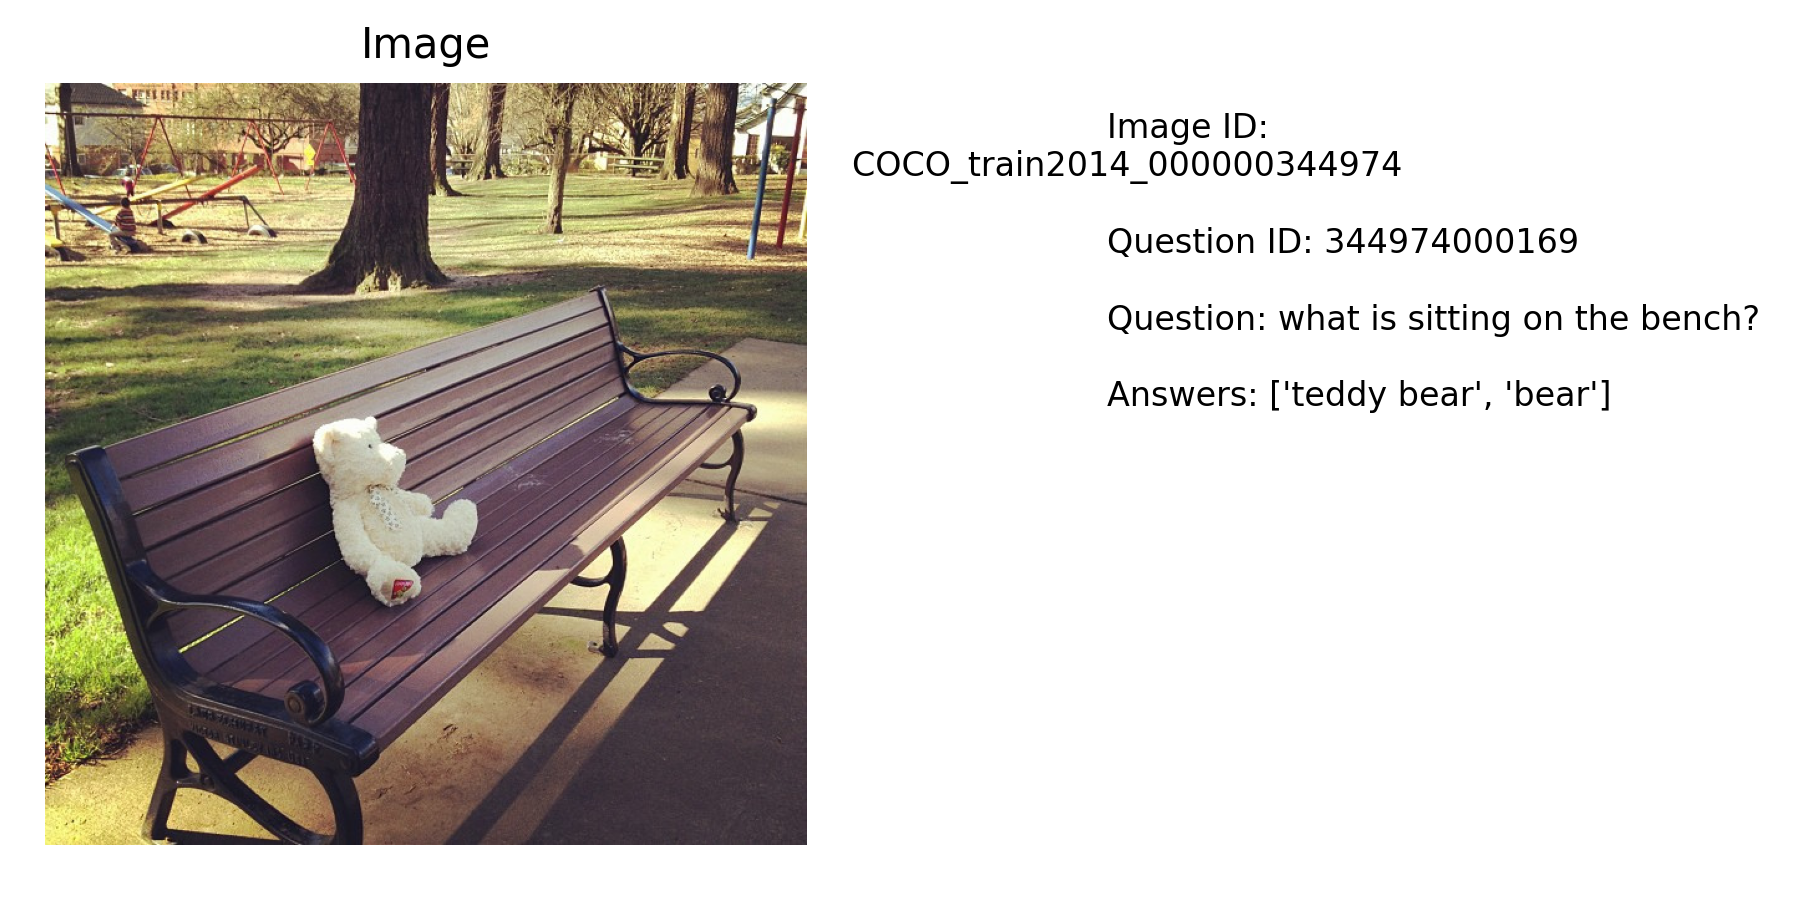 Image
Image ID:
COCO_train2014_000000344974
Question ID: 344974000169
Question: what is sitting on the bench?
Answers: ['teddy bear', 'bear']